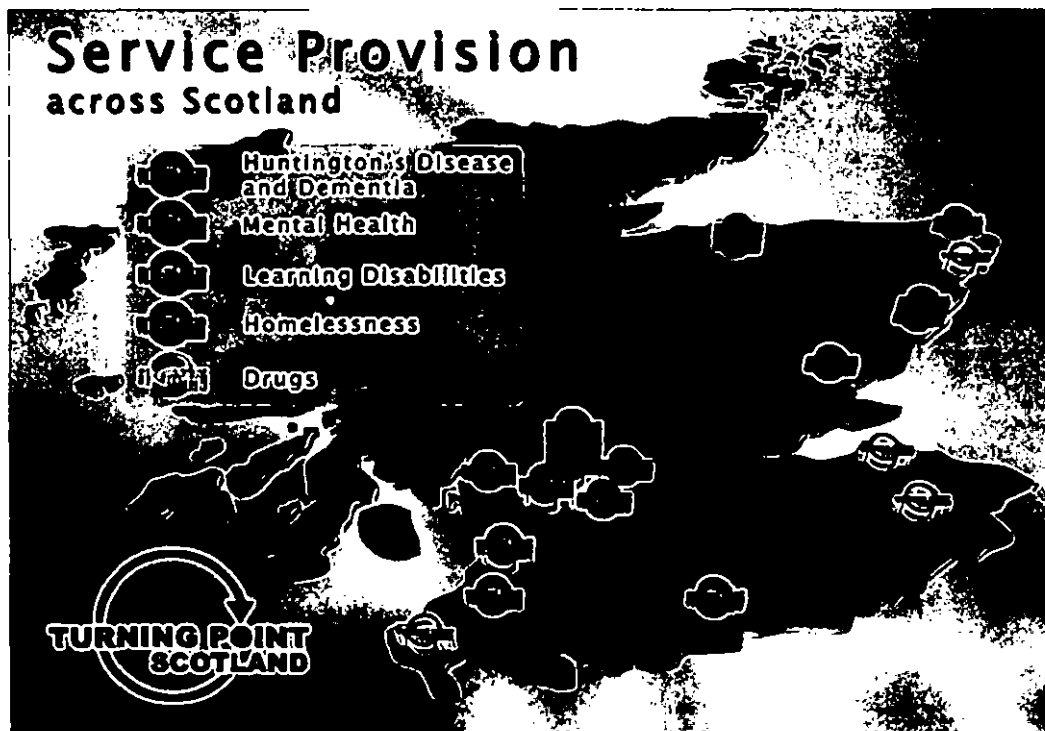 Service Provision
across Scotland
Huntington's Disease
and Dementia
Mental Health
Learning Disabilities
Homelessness
Drugs
TURNING POINT
SCOTLAND